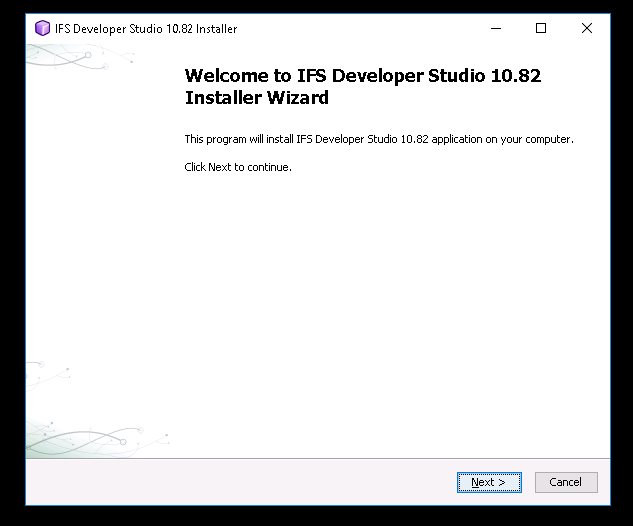 IFS Developer Studio 10.82 Installer
Welcome to IFS Developer Studio 10.82
Installer Wizard
This program will install IFS Developer Studio 10.82 application on your computer.
Click Next to continue.
Next >
Cancel